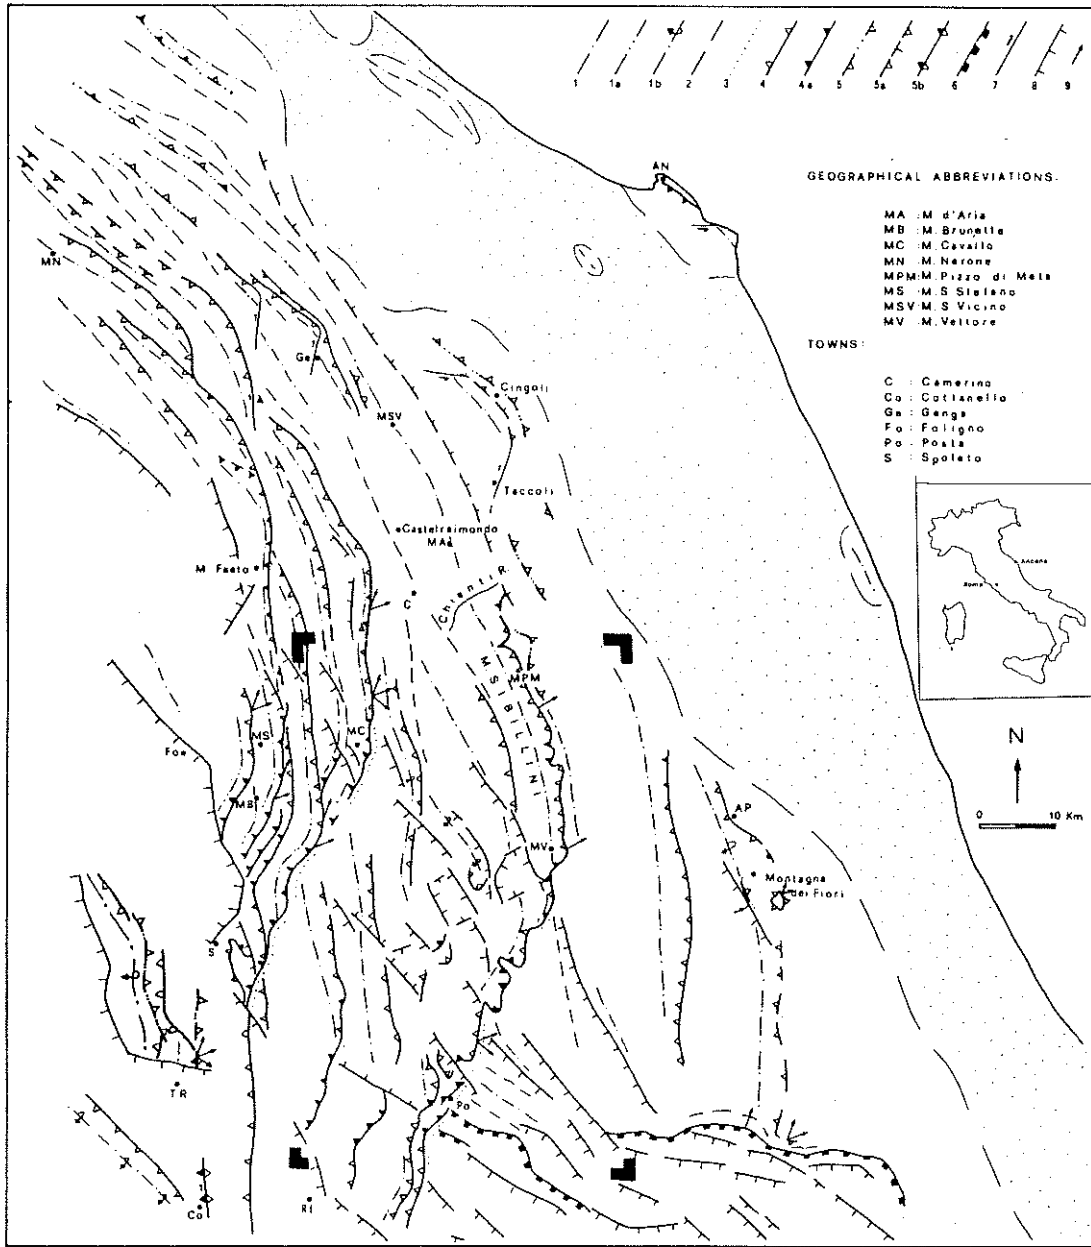 1 1a 1b 2 3 4 4a 5 5a 5b 6 7 8 9
GEOGRAPHICAL ABBREVIATIONS:
MA : M. d'Aria
MB : M. Brunette
MC : M. Cavallo
MN : M. Nerone
MPM: M. Pizzo di Meta
MS : M. S Stefano
MSV: M. S Vicino
MV : M. Vettore
TOWNS:
C : Camerino
Co : Cottanello
Ge : Genga
Fo : Foligno
Po : Posta
S : Spoleto
AN
MN
Ge
Cingoli
MSV
Taccoli
Castelraimondo
MA
M. Faeto
C
Chienti R.
M. SIBILLINI
MPM
MS
MC
Fo
MB
MV
AP
Montagna
dei Fiori
S
TR
Po
Co
RI
Ancona
Roma
N
0 10 Km